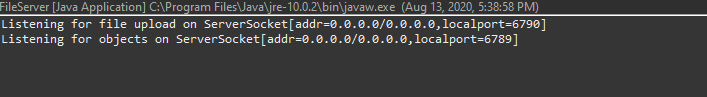 FileServer [Java Application] C:\Program Files\Java\jre-10.0.2\bin\javaw.exe (Aug 13, 2020, 5:38:58 PM)
Listening for file upload on ServerSocket[addr=0.0.0.0/0.0.0.0,localport=6790]
Listening for objects on ServerSocket[addr=0.0.0.0/0.0.0.0,localport=6789]